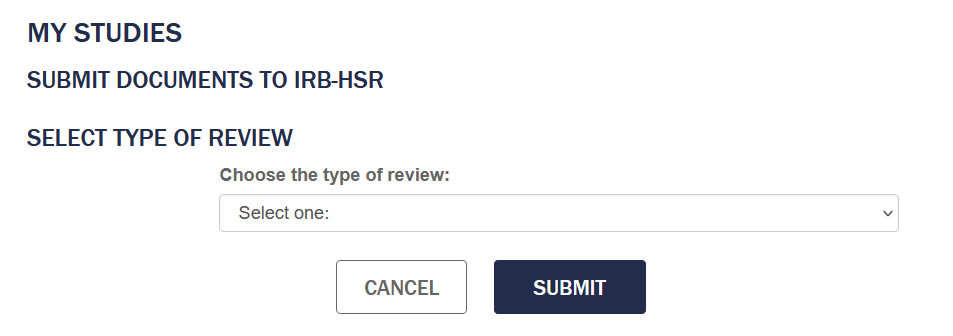 MY STUDIES
SUBMIT DOCUMENTS TO IRB-HSR
SELECT TYPE OF REVIEW
Choose the type of review:
Select one:
CANCEL
SUBMIT